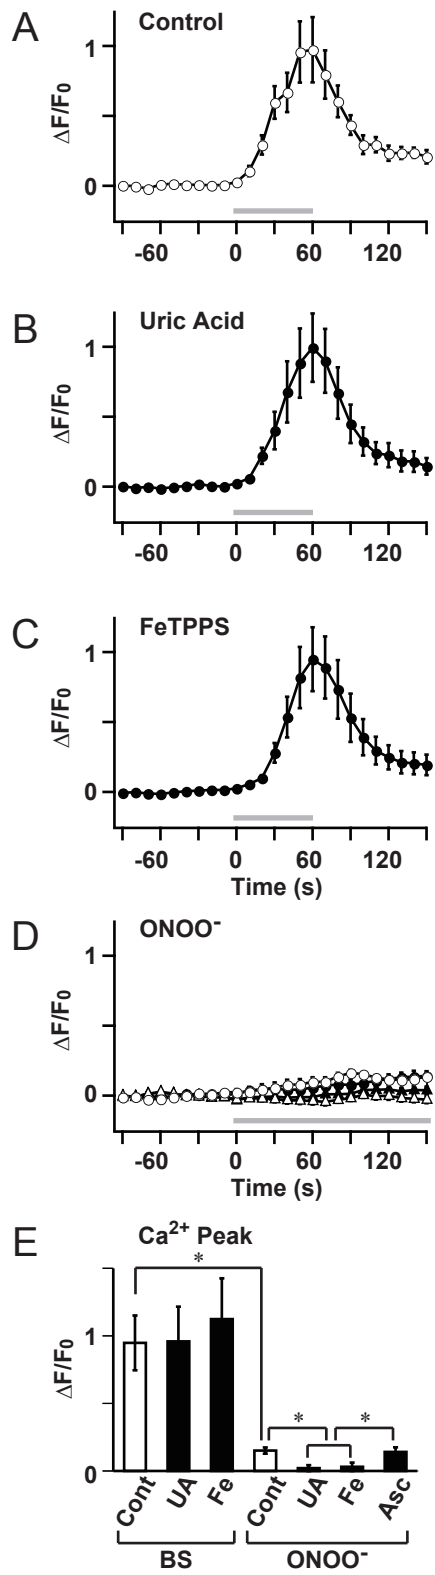 A
Control
ΔF/F0
1
0
-60 0 60 120
B
Uric Acid
ΔF/F0
1
0
-60 0 60 120
C
FeTPPS
ΔF/F0
1
0
-60 0 60 120
Time (s)
D
ONOO-
ΔF/F0
1
0
-60 0 60 120
Time (s)
E
Ca2+ Peak
*
ΔF/F0
1
* *
0
Cont UA Fe Cont UA Fe Asc
BS ONOO-